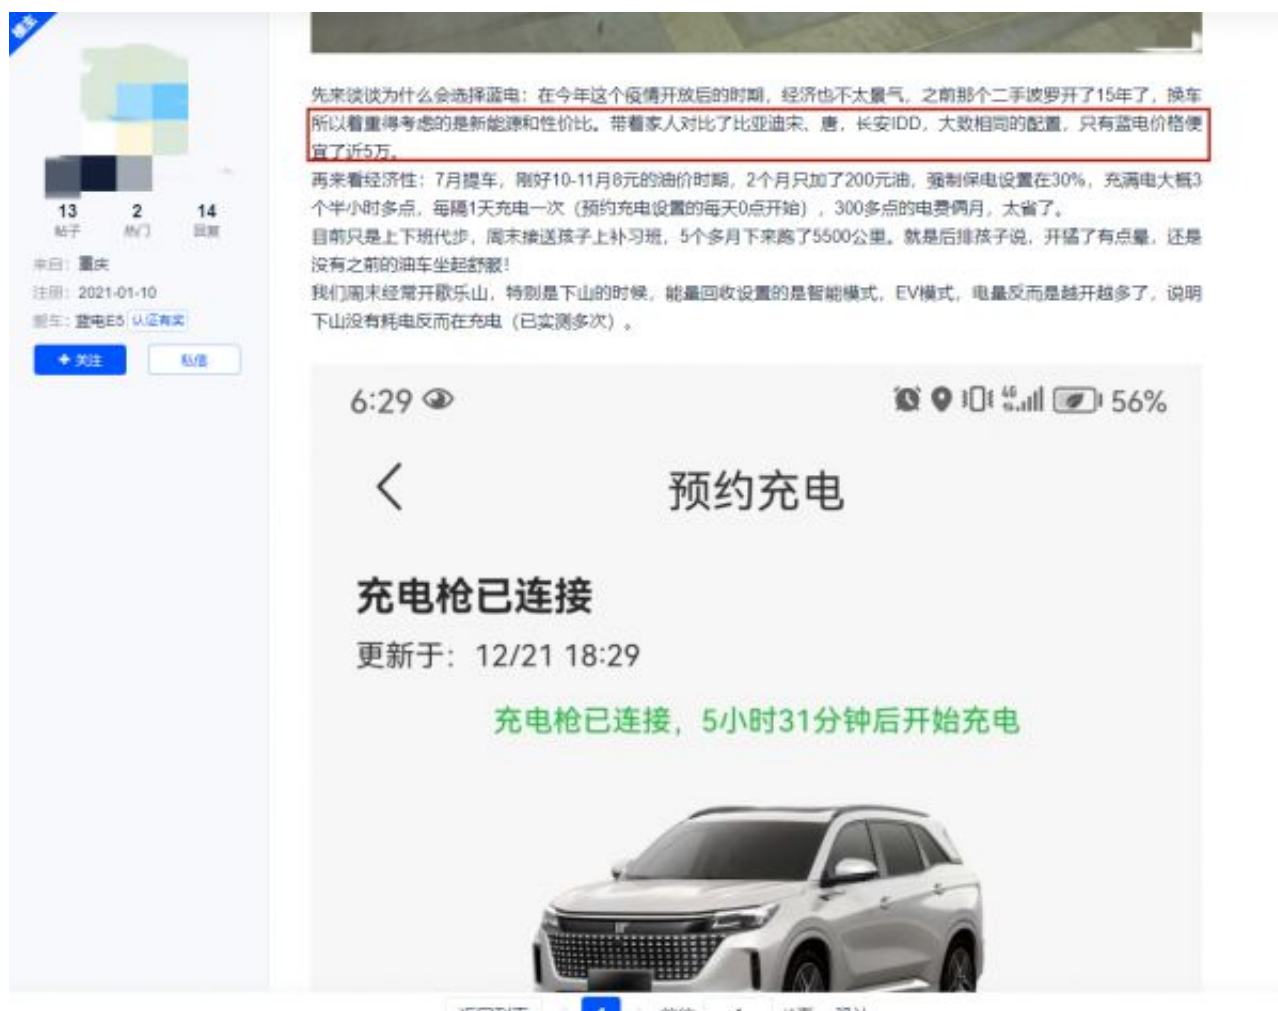 楼主
先来谈谈为什么会选择蓝电：在今年这个疫情开放后的时期，经济也不太景气，之前那个二手波罗开了15年了，换车
所以着重得考虑的是新能源和性价比。带着家人对比了比亚迪宋、唐，长安IDD，大致相同的配置，只有蓝电价格便
宜了近5万。
再来看经济性：7月提车，刚好10-11月8元的油价时期，2个月只加了200元油，强制保电设置在30%，充满电大概3
个半小时多点，每隔1天充电一次（预约充电设置的每天0点开始），300多点的电费俩月，太省了。
目前只是上下班代步，周末接送孩子上补习班，5个多月下来跑了5500公里。就是后排孩子说，开猛了有点晕，还是
没有之前的油车坐起舒服！
我们周末经常开歌乐山，特别是下山的时候，能量回收设置的是智能模式，EV模式，电量反而是越开越多了，说明
下山没有耗电反而在充电（已实测多次）。
13 2 14
帖子 热门 回复
来自：重庆
注册：2021-01-10
爱车：蓝电E5 认证有奖
+ 关注 私信
6:29 56%
预约充电
充电枪已连接
更新于：12/21 18:29
充电枪已连接，5小时31分钟后开始充电